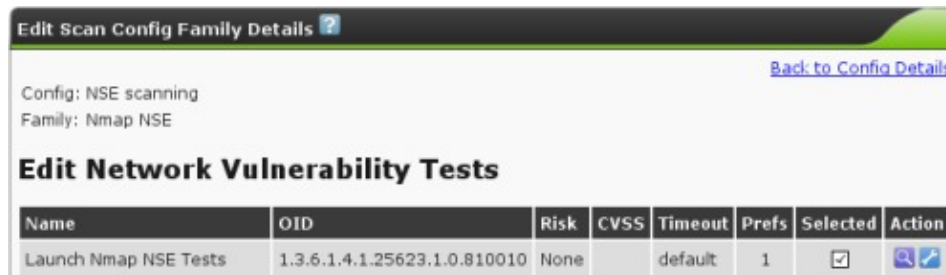 Edit Scan Config Family Details ?
Back to Config Details
Config: NSE scanning
Family: Nmap NSE
Edit Network Vulnerability Tests
Name OID Risk CVSS Timeout Prefs Selected Action
Launch Nmap NSE Tests 1.3.6.1.4.1.25623.1.0.810010 None default 1